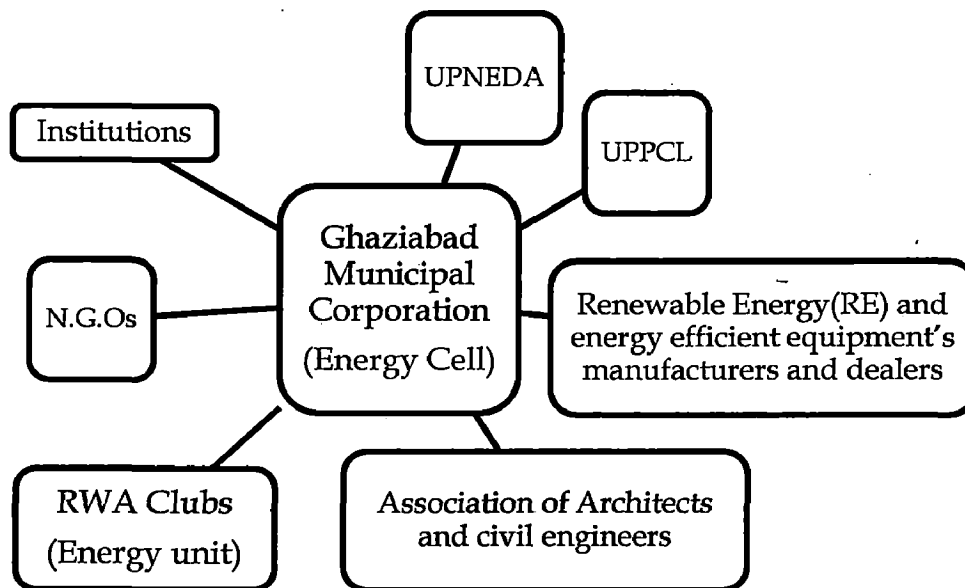 UPNEDA
Institutions
UPPCL
Ghaziabad
Municipal
Corporation
(Energy Cell)
N.G.Os
Renewable Energy(RE) and
energy efficient equipment's
manufacturers and dealers
RWA Clubs
(Energy unit)
Association of Architects
and civil engineers